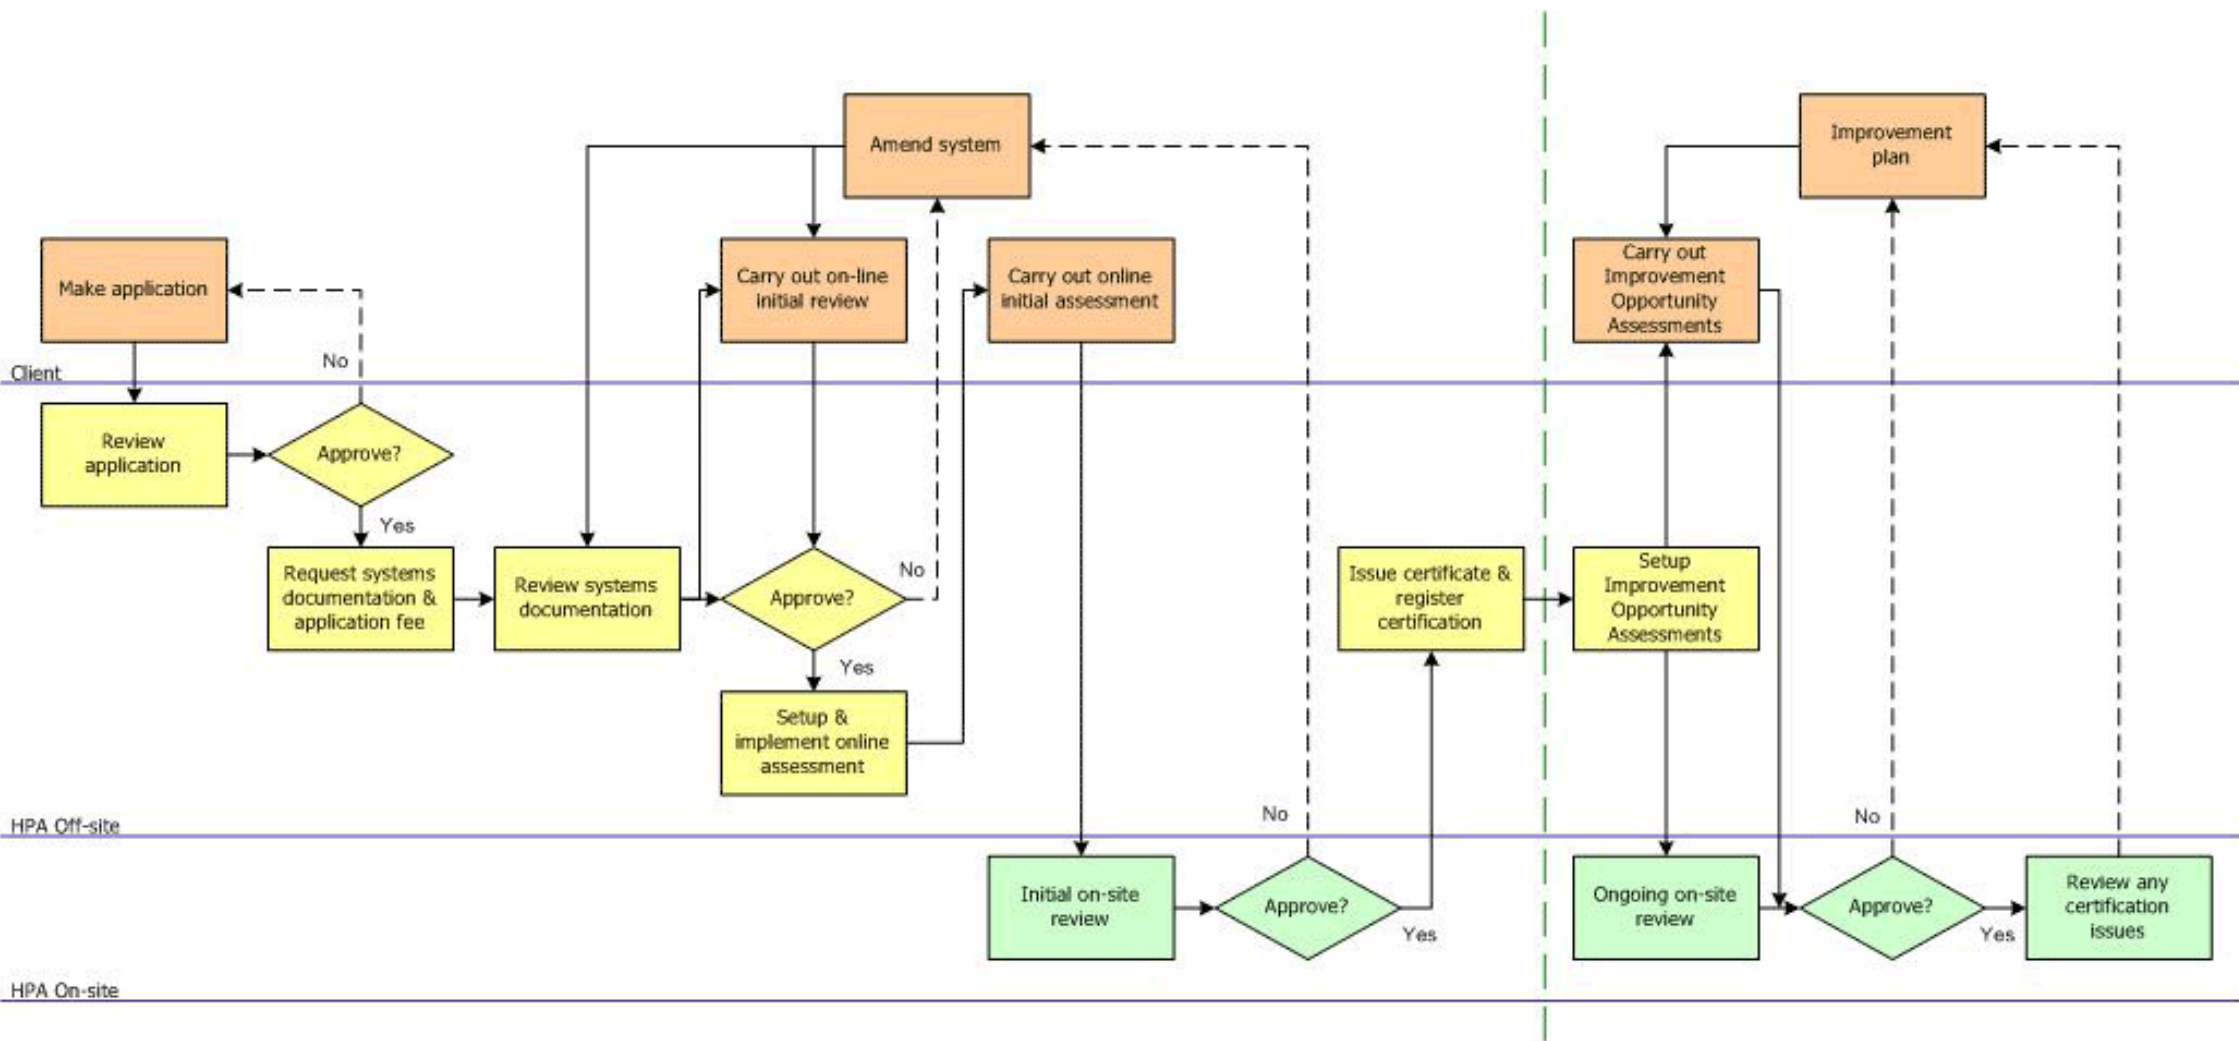 Amend system
Improvement
plan
Make application
Carry out on-line
initial review
Carry out online
initial assessment
Carry out
Improvement
Opportunity
Assessments
No
Client
Review
application
Approve?
Yes
Request systems
documentation &
application fee
Review systems
documentation
Approve?
No
Yes
Issue certificate &
register
certification
Setup
Improvement
Opportunity
Assessments
Setup &
implement online
assessment
No
No
HPA Off-site
Initial on-site
review
Approve?
Yes
Ongoing on-site
review
Approve?
Yes
Review any
certification
issues
HPA On-site